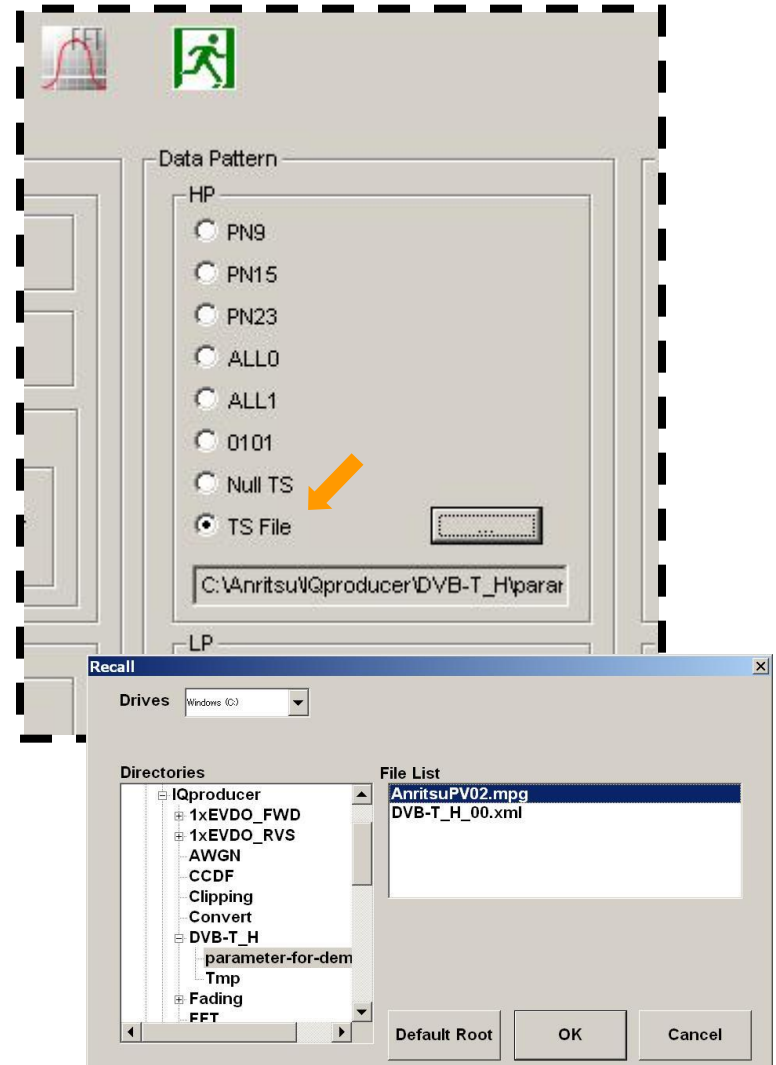 FFT
Data Pattern
HP
PN9
PN15
PN23
ALL0
ALL1
0101
Null TS
TS File
...
C:\Anritsu\IQproducer\DVB-T_H\parar
LP
Recall
Drives Windows (C:)
Directories
File List
IQproducer
1xEVDO_FWD
1xEVDO_RVS
AWGN
CCDF
Clipping
Convert
DVB-T_H
parameter-for-dem
Tmp
Fading
FFT
AnritsuPV02.mpg
DVB-T_H_00.xml
Default Root
OK
Cancel